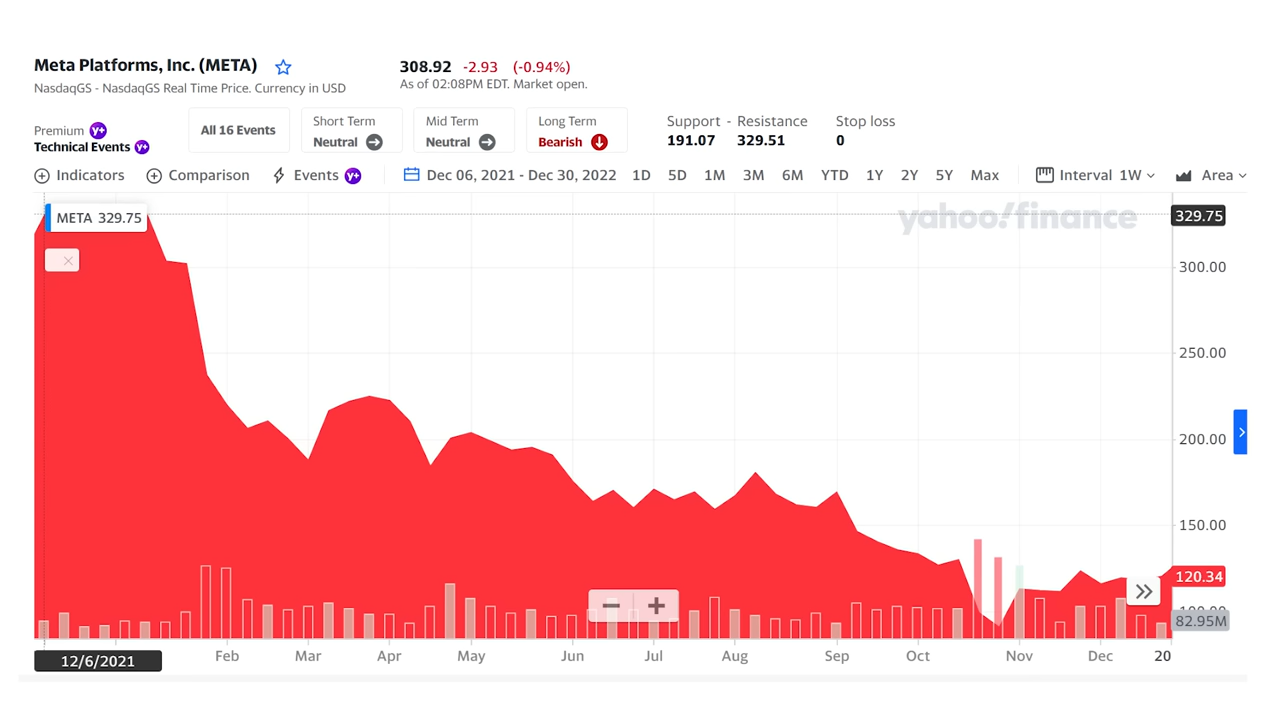 Meta Platforms, Inc. (META)
308.92 -2.93 (-0.94%)
NasdaqGS - NasdaqGS Real Time Price. Currency in USD
As of 02:08PM EDT. Market open.
Premium Y+
Technical Events Y+
All 16 Events
Short Term
Neutral
Mid Term
Neutral
Long Term
Bearish
Support - Resistance
191.07 329.51
Stop loss
0
Indicators Comparison Events Y+ Dec 06, 2021 - Dec 30, 2022 1D 5D 1M 3M 6M YTD 1Y 2Y 5Y Max Interval 1W Area
META 329.75
yahoo!finance
329.75
300.00
250.00
200.00
150.00
120.34
100.00
82.95M
12/6/2021 Feb Mar Apr May Jun Jul Aug Sep Oct Nov Dec 20